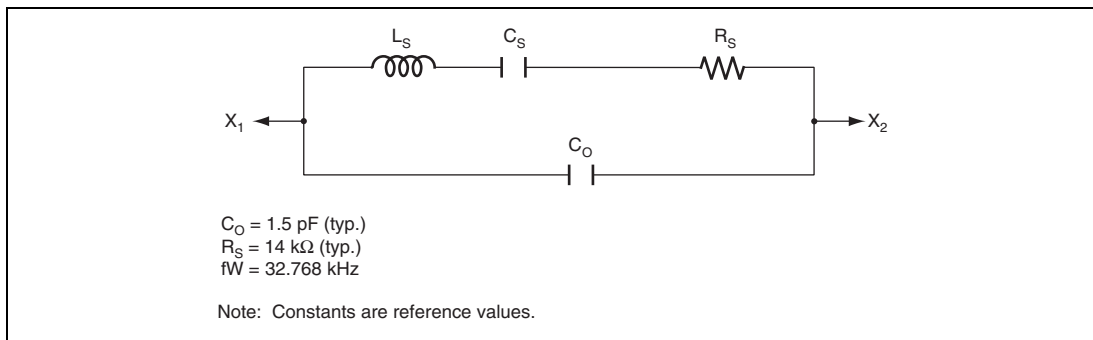 L_S C_S R_S
X_1 X_2
C_O
C_O = 1.5 pF (typ.)
R_S = 14 kΩ (typ.)
fW = 32.768 kHz
Note: Constants are reference values.